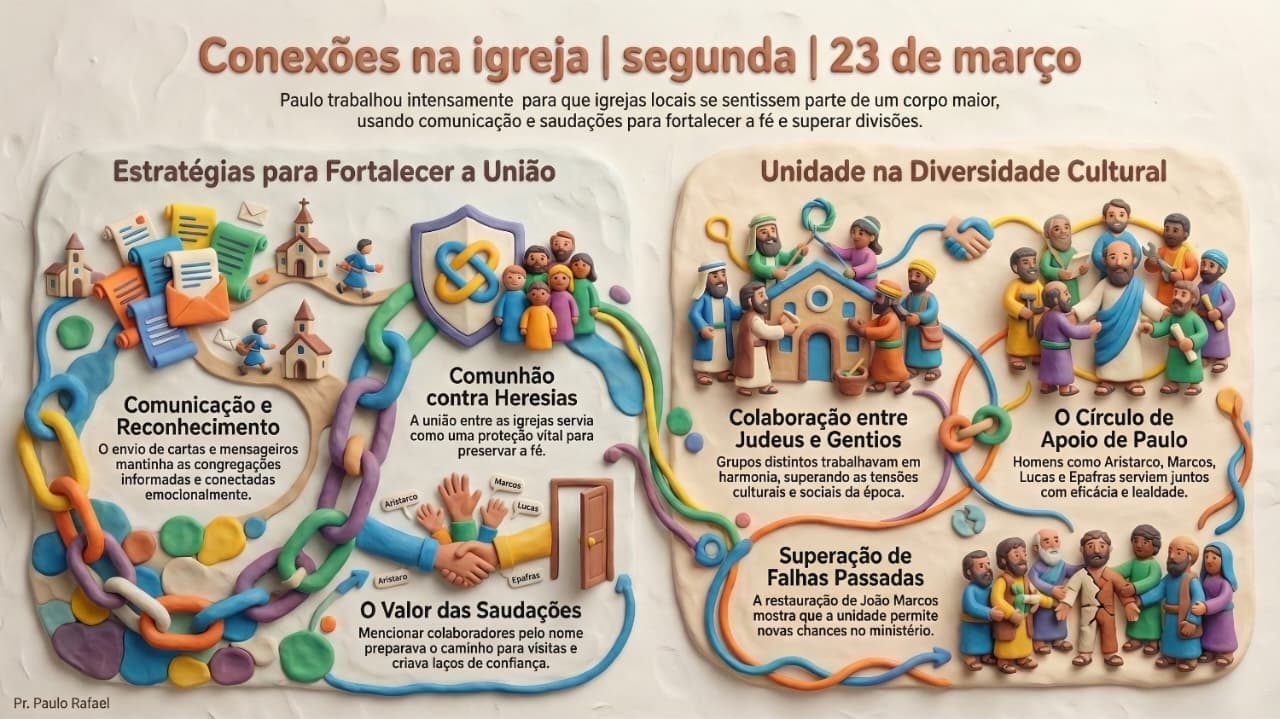 Conexões na igreja | segunda | 23 de março
Paulo trabalhou intensamente para que igrejas locais se sentissem parte de um corpo maior,
usando comunicação e saudações para fortalecer a fé e superar divisões.
Estratégias para Fortalecer a União
Comunicação e
Reconhecimento
O envio de cartas e mensageiros
mantinha as congregações
informadas e conectadas
emocionalmente.
Comunhão
contra Heresias
A união entre as igrejas servia
como uma proteção vital para
preservar a fé.
Aristarco
Marcos
Lucas
Aristaro
Epafras
O Valor das Saudações
Mencionar colaboradores pelo nome
preparava o caminho para visitas e
criava laços de confiança.
Unidade na Diversidade Cultural
Colaboração entre
Judeus e Gentios
Grupos distintos trabalhavam em
harmonia, superando as tensões
culturais e sociais da época.
O Círculo de
Apoio de Paulo
Homens como Aristarco, Marcos,
Lucas e Epafras serviem juntos
com eficácia e lealdade.
Superação de
Falhas Passadas
A restauração de João Marcos
mostra que a unidade permite
novas chances no ministério.
Pr. Paulo Rafael